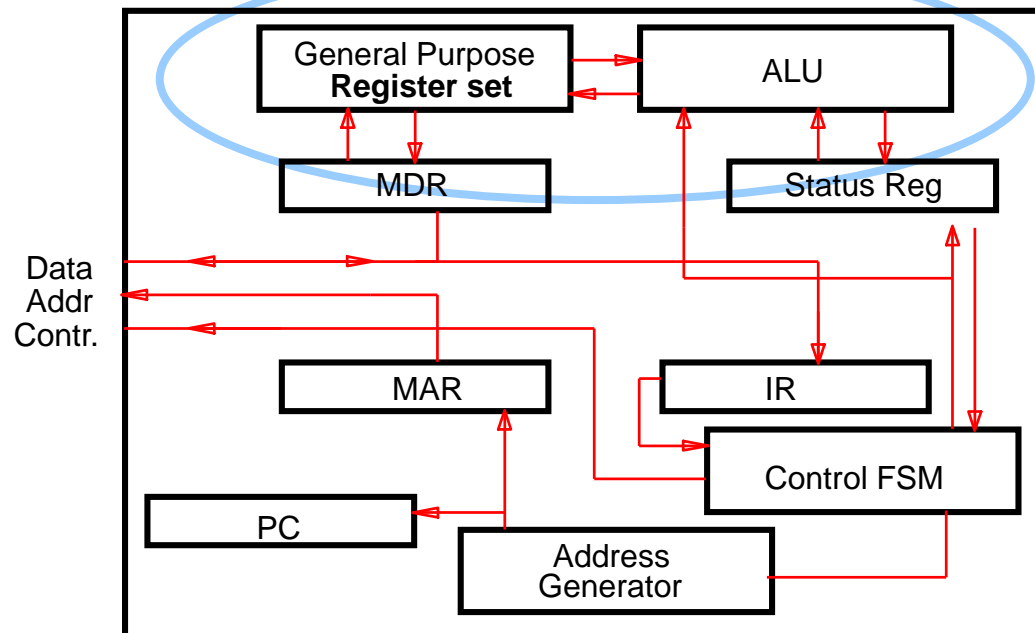 General Purpose
Register set
ALU
MDR
Status Reg
Data
Addr
Contr.
MAR
IR
Control FSM
PC
Address
Generator